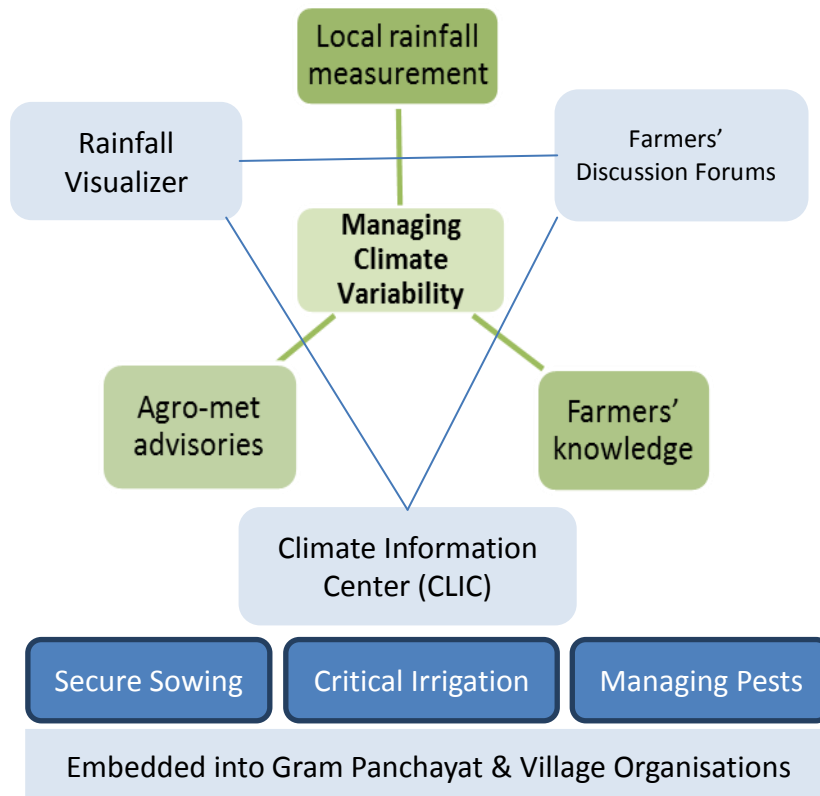 Local rainfall
measurement
Rainfall
Visualizer
Farmers’
Discussion Forums
Managing
Climate
Variability
Agro-met
advisories
Farmers’
knowledge
Climate Information
Center (CLIC)
Secure Sowing
Critical Irrigation
Managing Pests
Embedded into Gram Panchayat & Village Organisations